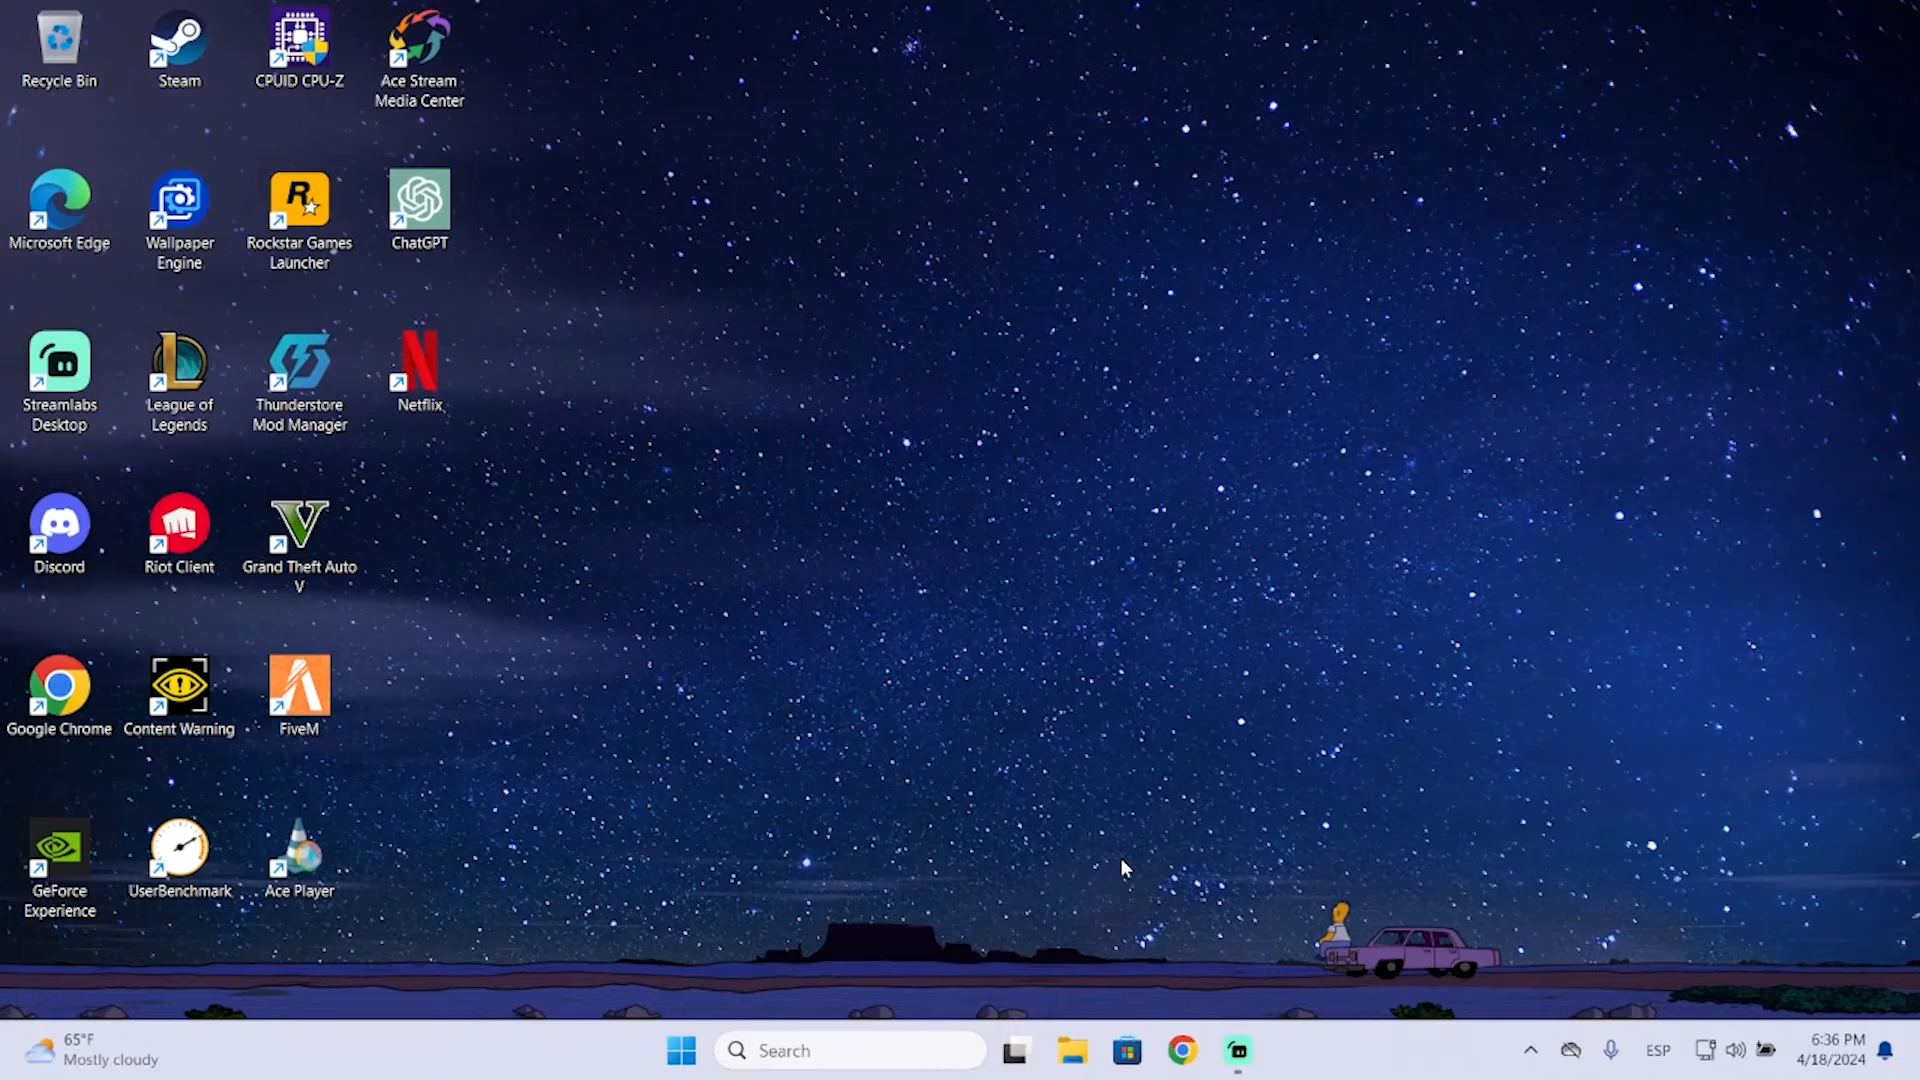 Recycle Bin
Steam
CPUID CPU-Z
Ace Stream
Media Center
Microsoft Edge
Wallpaper
Engine
Rockstar Games
Launcher
ChatGPT
Streamlabs
Desktop
League of
Legends
Thunderstore
Mod Manager
Netflix
Discord
Riot Client
Grand Theft Auto
V
Google Chrome
Content Warning
FiveM
GeForce
Experience
UserBenchmark
Ace Player
65°F
Mostly cloudy
Search
ESP
6:36 PM
4/18/2024